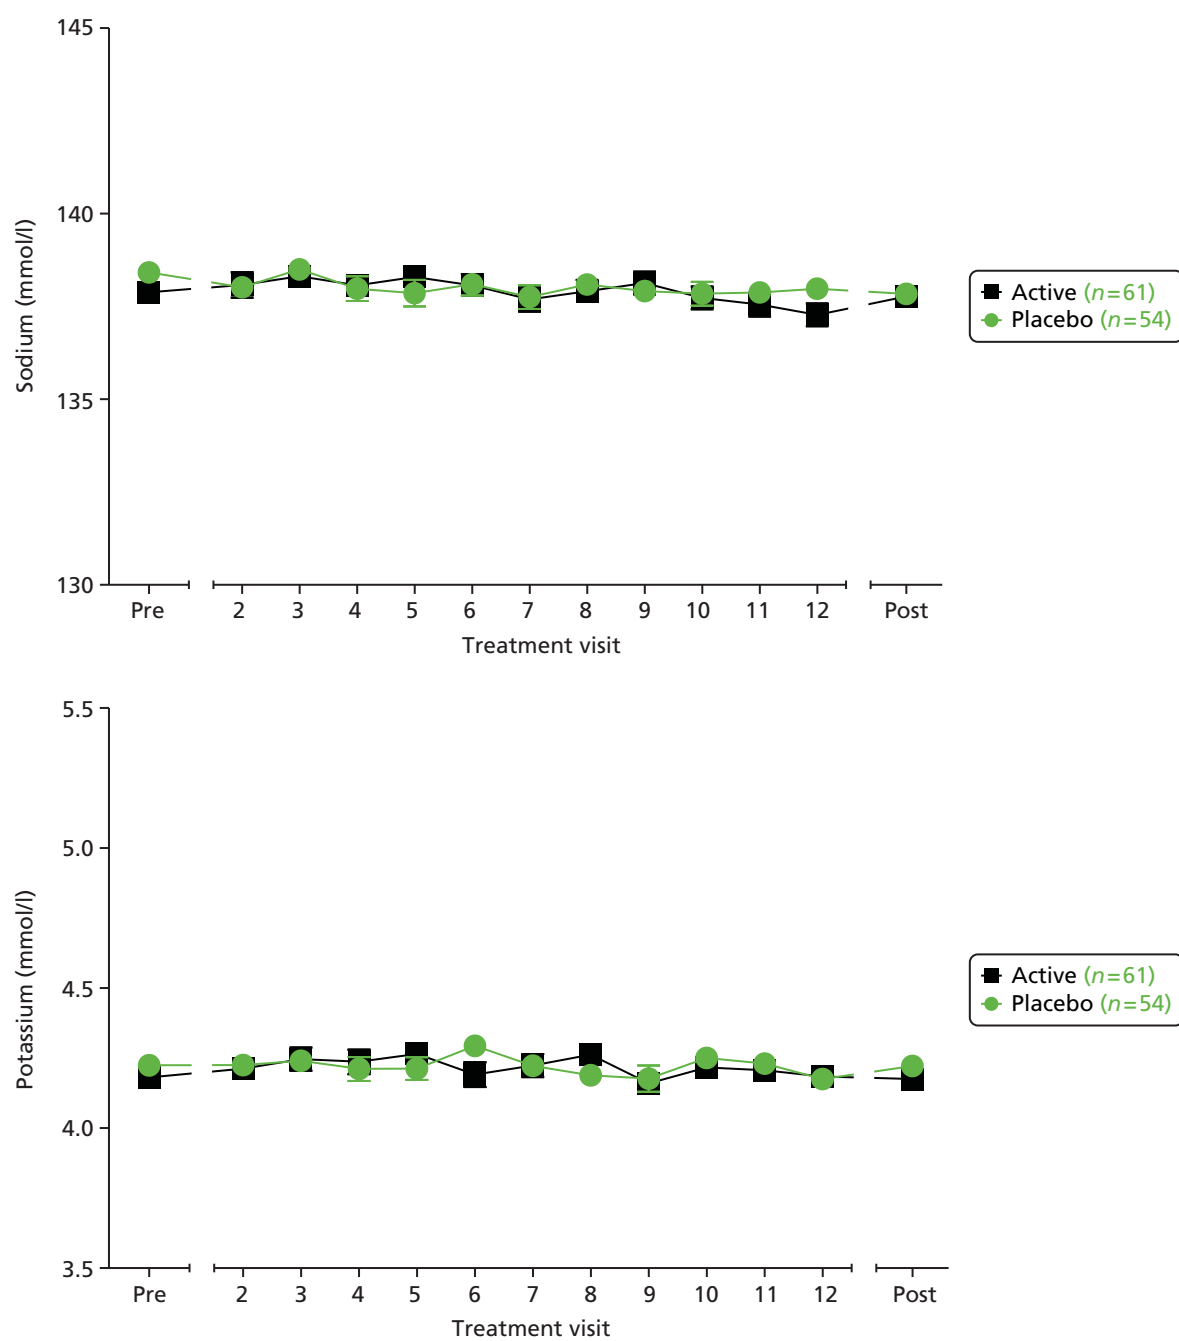 145
140
135
130
Sodium (mmol/l)
Pre 2 3 4 5 6 7 8 9 10 11 12 Post
Treatment visit
Active (n=61)
Placebo (n=54)
5.5
5.0
4.5
4.0
3.5
Potassium (mmol/l)
Pre 2 3 4 5 6 7 8 9 10 11 12 Post
Treatment visit
Active (n=61)
Placebo (n=54)